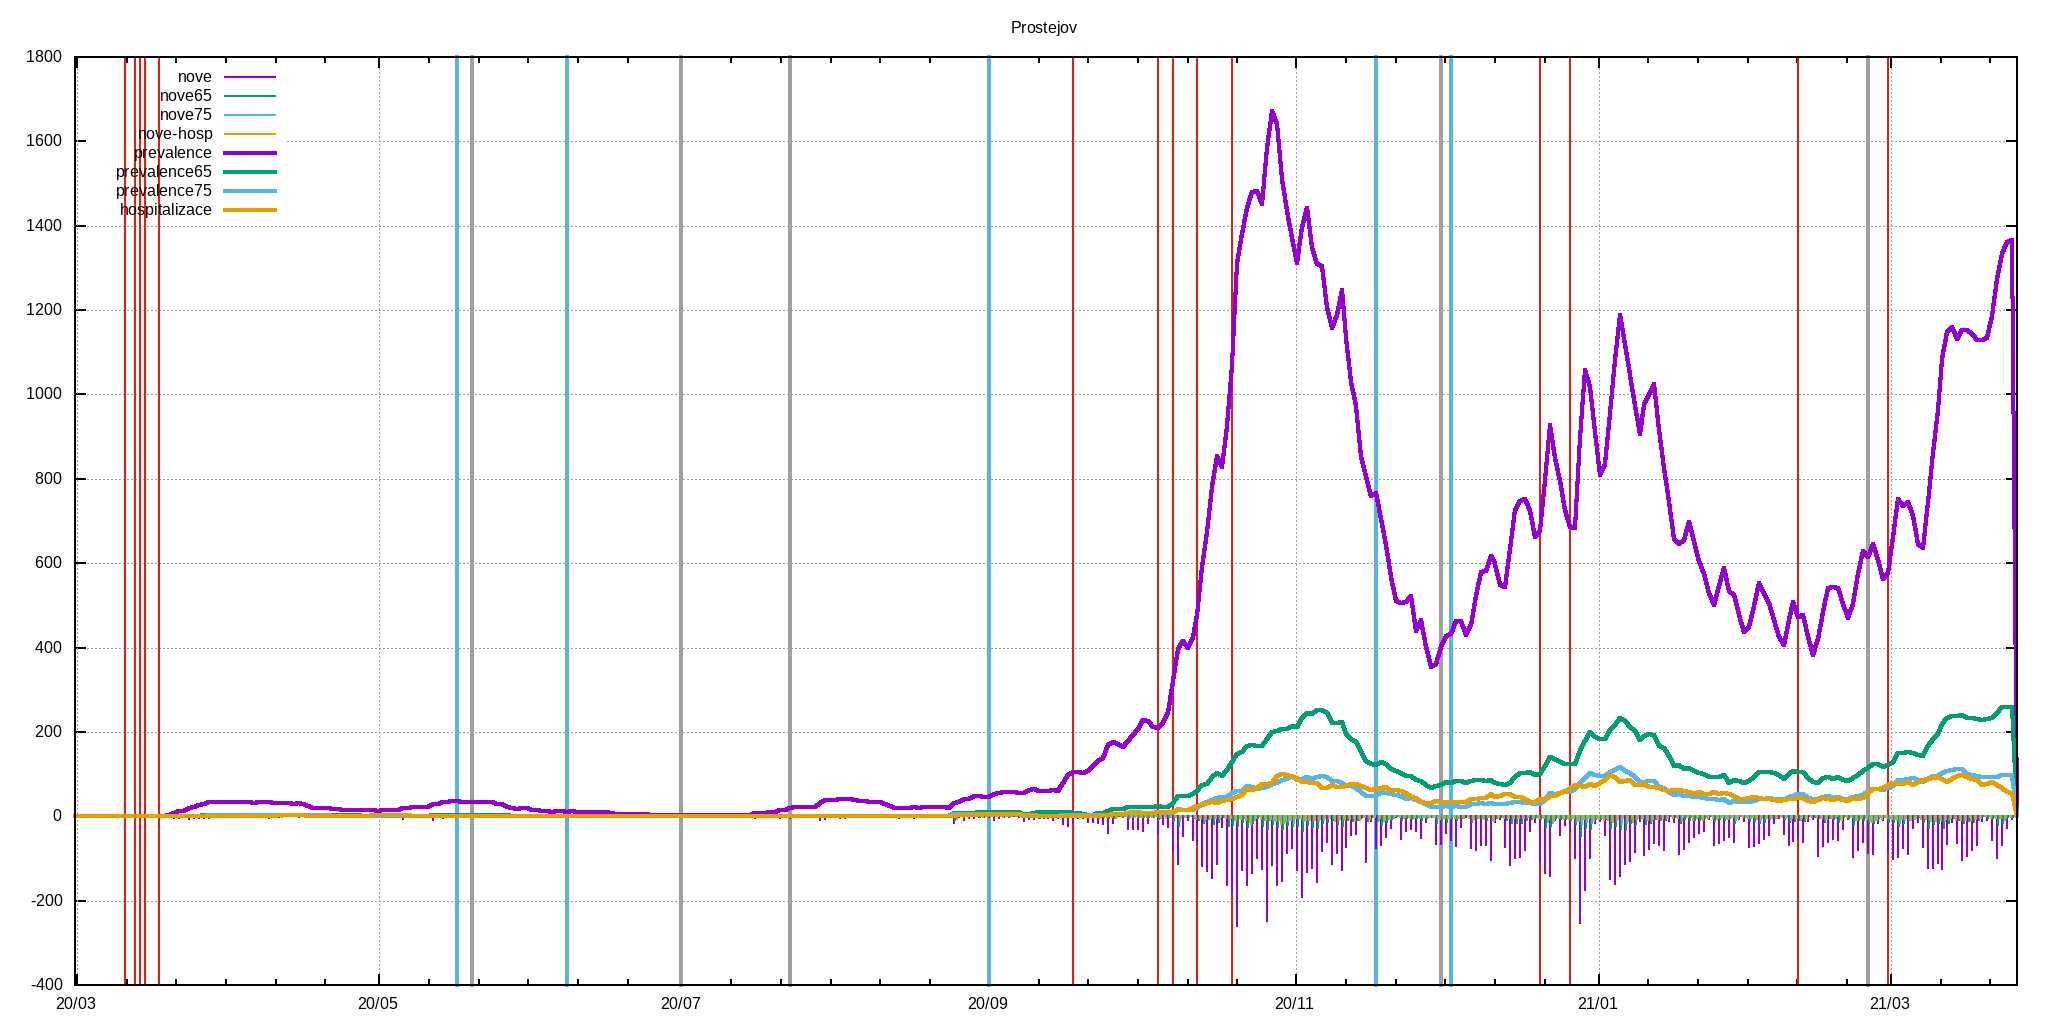 Prostejov
1800
1600
1400
1200
1000
800
600
400
200
0
-200
-400
nove
nove65
nove75
nove-hosp
prevalence
prevalence65
prevalence75
hospitalizace
20/03 20/05 20/07 20/09 20/11 21/01 21/03